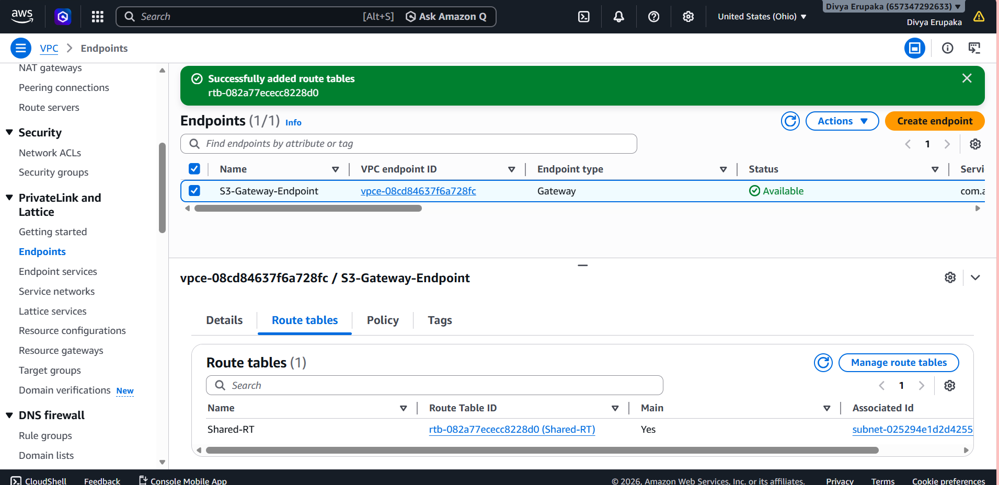 aws
Search [Alt+S] Ask Amazon Q
United States (Ohio) ▼
Divya Erupaka (657347292633) ▼
Divya Erupaka
VPC > Endpoints
NAT gateways
Peering connections
Route servers
Security
Network ACLs
Security groups
PrivateLink and
Lattice
Getting started
Endpoints
Endpoint services
Service networks
Lattice services
Resource configurations
Resource gateways
Target groups
Domain verifications New
DNS firewall
Rule groups
Domain lists
Successfully added route tables
rtb-082a77ececc8228d0
Endpoints (1/1) Info
Actions ▼
Create endpoint
Find endpoints by attribute or tag
1
Name VPC endpoint ID Endpoint type Status Servi
S3-Gateway-Endpoint vpce-08cd84637f6a728fc Gateway Available com.a
vpce-08cd84637f6a728fc / S3-Gateway-Endpoint
Details Route tables Policy Tags
Route tables (1)
Manage route tables
Search
1
Name Route Table ID Main Associated Id
Shared-RT rtb-082a77ececc8228d0 (Shared-RT) Yes subnet-025294e1d2d4255
CloudShell Feedback Console Mobile App
© 2026, Amazon Web Services, Inc. or its affiliates. Privacy Terms Cookie preferences